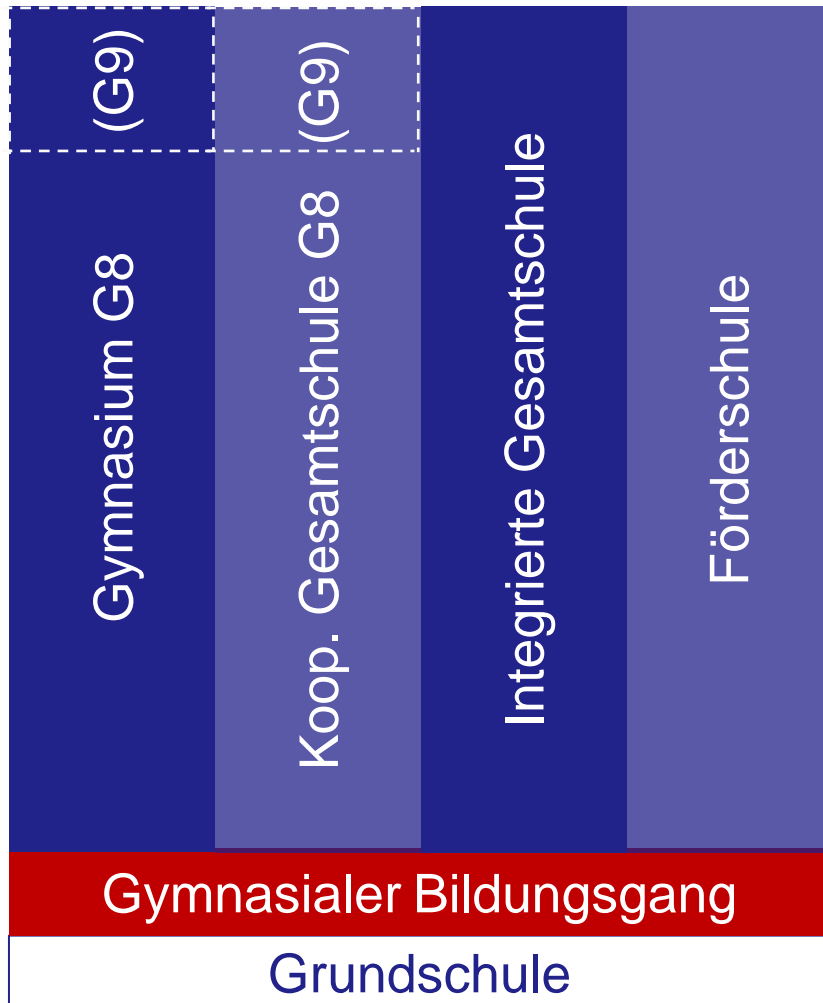 (G9)
(G9)
Gymnasium G8
Koop. Gesamtschule G8
Integrierte Gesamtschule
Förderschule
Gymnasialer Bildungsgang
Grundschule